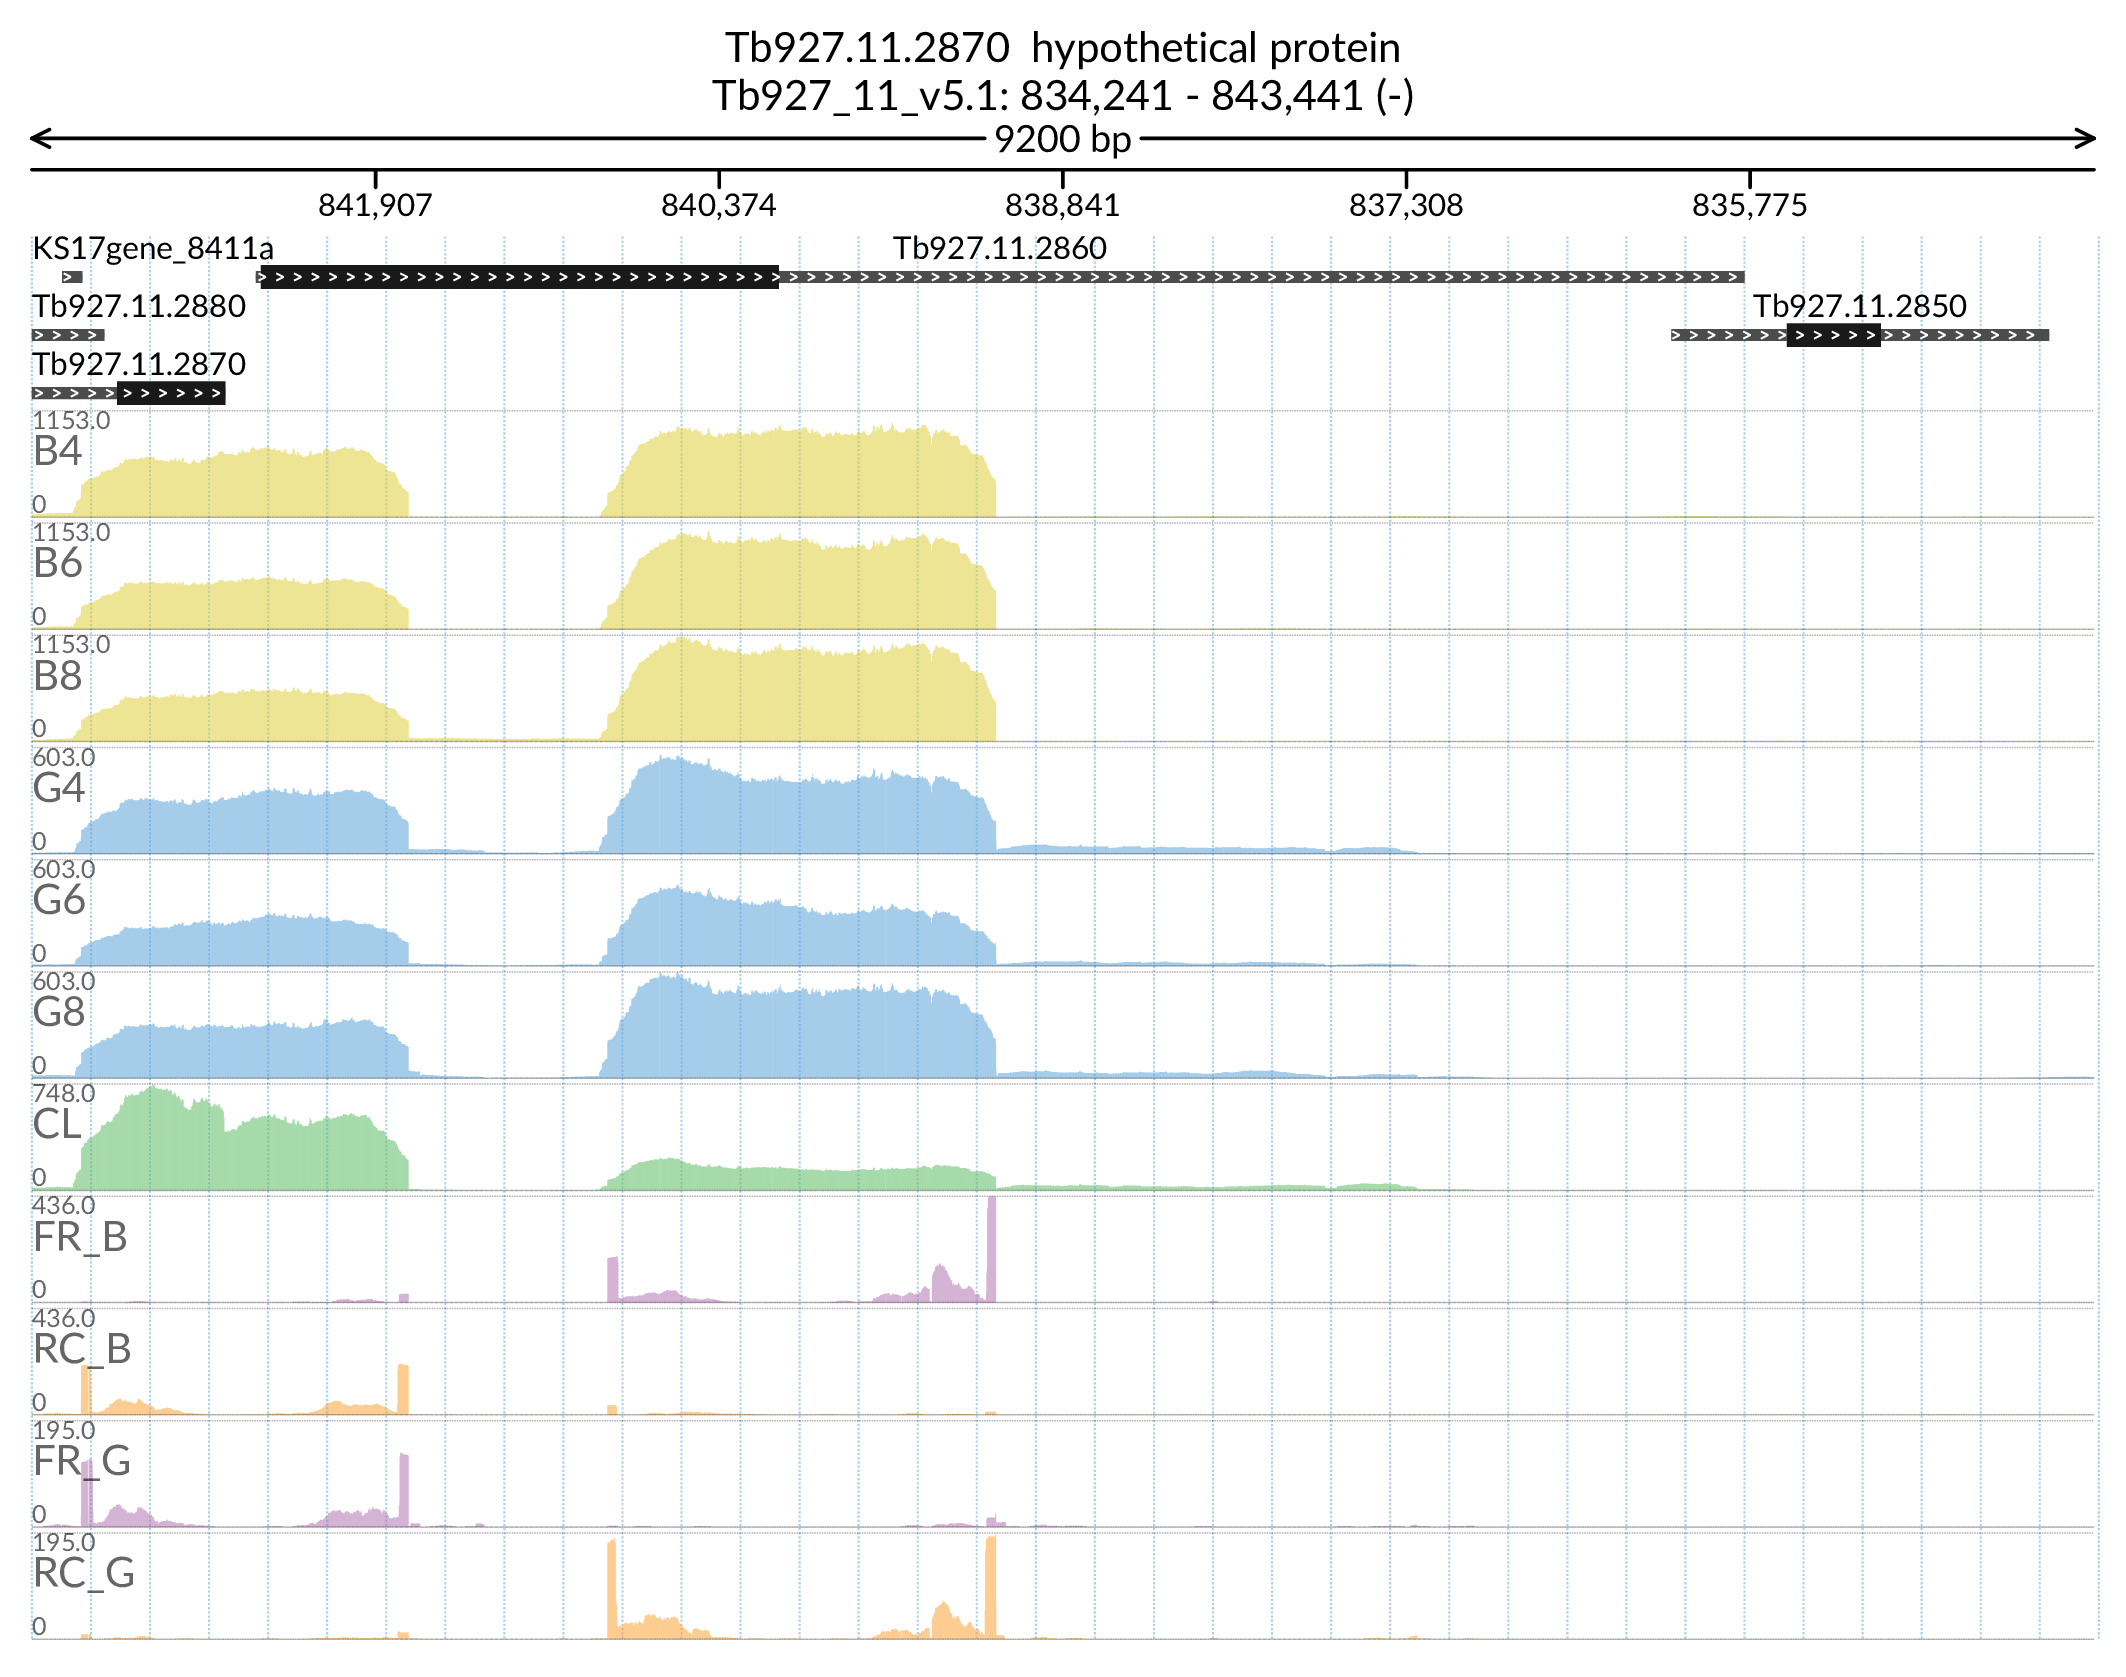 Tb927.11.2870  hypothetical protein
Tb927_11_v5.1: 834,241 - 843,441 (-)
9200 bp
841,907 840,374 838,841 837,308 835,775
KS17gene_8411a Tb927.11.2860
Tb927.11.2880 Tb927.11.2850
Tb927.11.2870
1153.0
B4
0
1153.0
B6
0
1153.0
B8
0
603.0
G4
0
603.0
G6
0
603.0
G8
0
748.0
CL
0
436.0
FR_B
0
436.0
RC_B
0
195.0
FR_G
0
195.0
RC_G
0